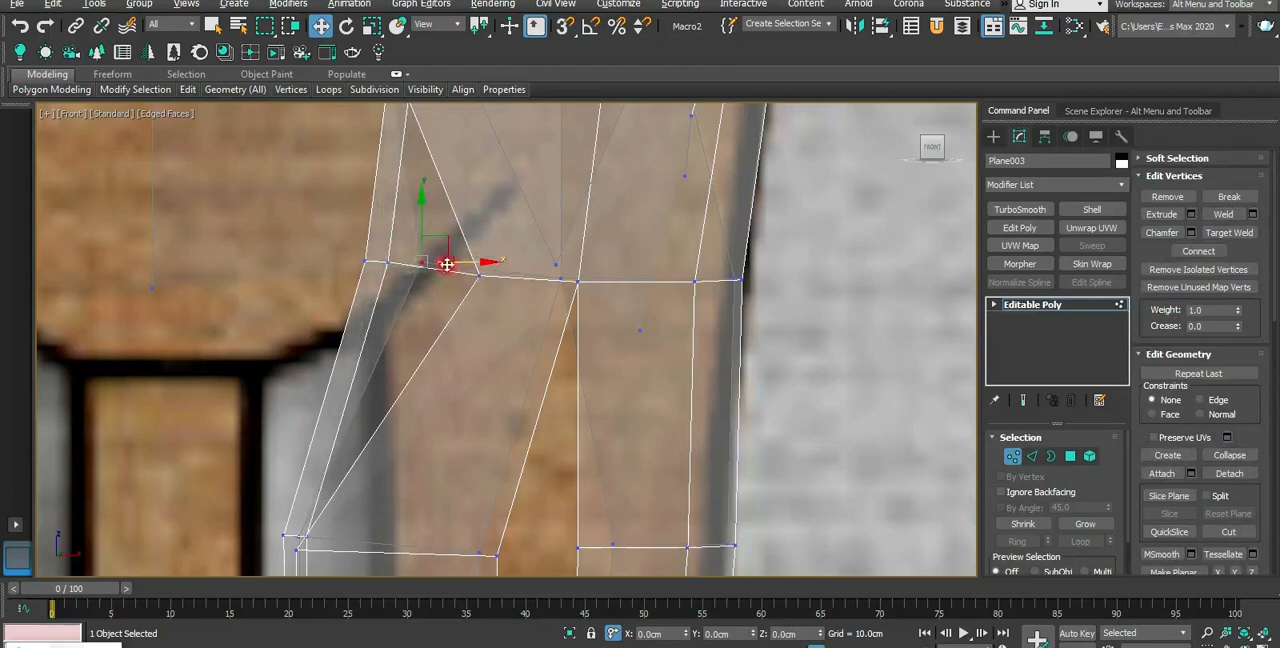 File Edit Tools Group Views Create Modifiers Animation Graph Editors Rendering Civil View Customize Scripting Interactive Content Arnold Corona Substance Sign In Workspaces: Alt Menu and Toolbar
All View Macro2 Create Selection Se C:\Users\E...s Max 2020
Modeling Freeform Selection Object Paint Populate
Polygon Modeling Modify Selection Edit Geometry (All) Vertices Loops Subdivision Visibility Align Properties
[+] [Front] [Standard] [Edged Faces]
FRONT
y
x
z
x
Command Panel Scene Explorer - Alt Menu and Toolbar
Plane003
Modifier List
TurboSmooth Shell
Edit Poly Unwrap UVW
UVW Map Sweep
Morpher Skin Wrap
Normalize Spline Edit Spline
Editable Poly
Selection
By Vertex
Ignore Backfacing
By Angle: 45.0
Shrink Grow
Ring Loop
Preview Selection
Off SubObj Multi
Soft Selection
Edit Vertices
Remove Break
Extrude Weld
Chamfer Target Weld
Connect
Remove Isolated Vertices
Remove Unused Map Verts
Weight: 1.0
Crease: 0.0
Edit Geometry
Repeat Last
Constraints
None Edge
Face Normal
Preserve UVs
Create Collapse
Attach Detach
Slice Plane Split
Slice Reset Plane
QuickSlice Cut
MSmooth Tessellate
Make Planar X Y Z
0 / 100
0 5 10 15 20 25 30 35 40 45 50 55 60 65 70 75 80 85 90 95 100
1 Object Selected X: 0.0cm Y: 0.0cm Z: 0.0cm Grid = 10.0cm Auto Key Selected